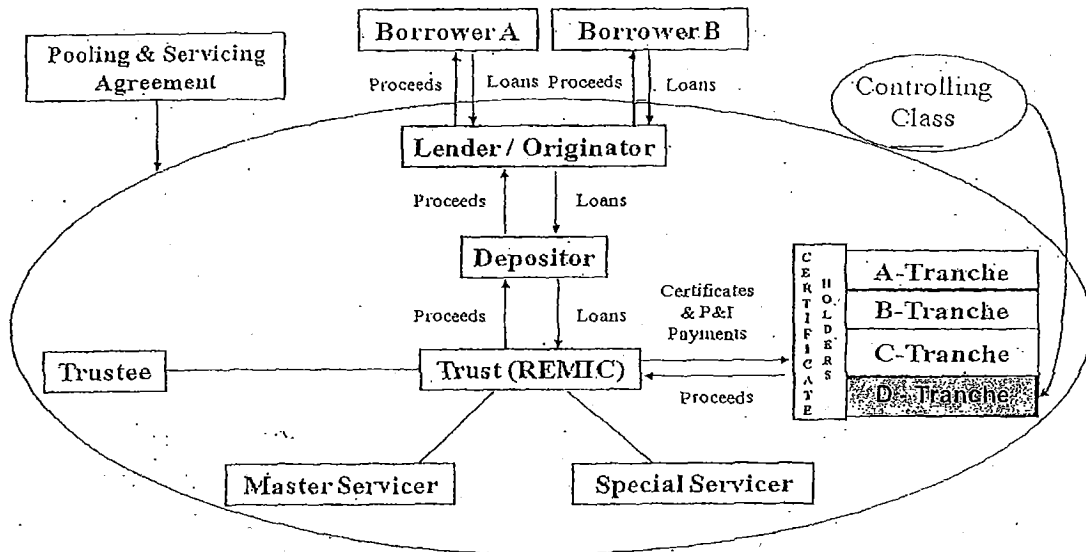 Borrower A
Borrower B
Pooling & Servicing
Agreement
Proceeds
Loans
Proceeds
Loans
Controlling
Class
Lender / Originator
Proceeds
Loans
Depositor
Proceeds
Loans
Certificates
& P&I
Payments
CERTIFICATE
HOLDERS
A-Tranche
B-Tranche
C-Tranche
D-Tranche
Trustee
Trust (REMIC)
Proceeds
Master Servicer
Special Servicer